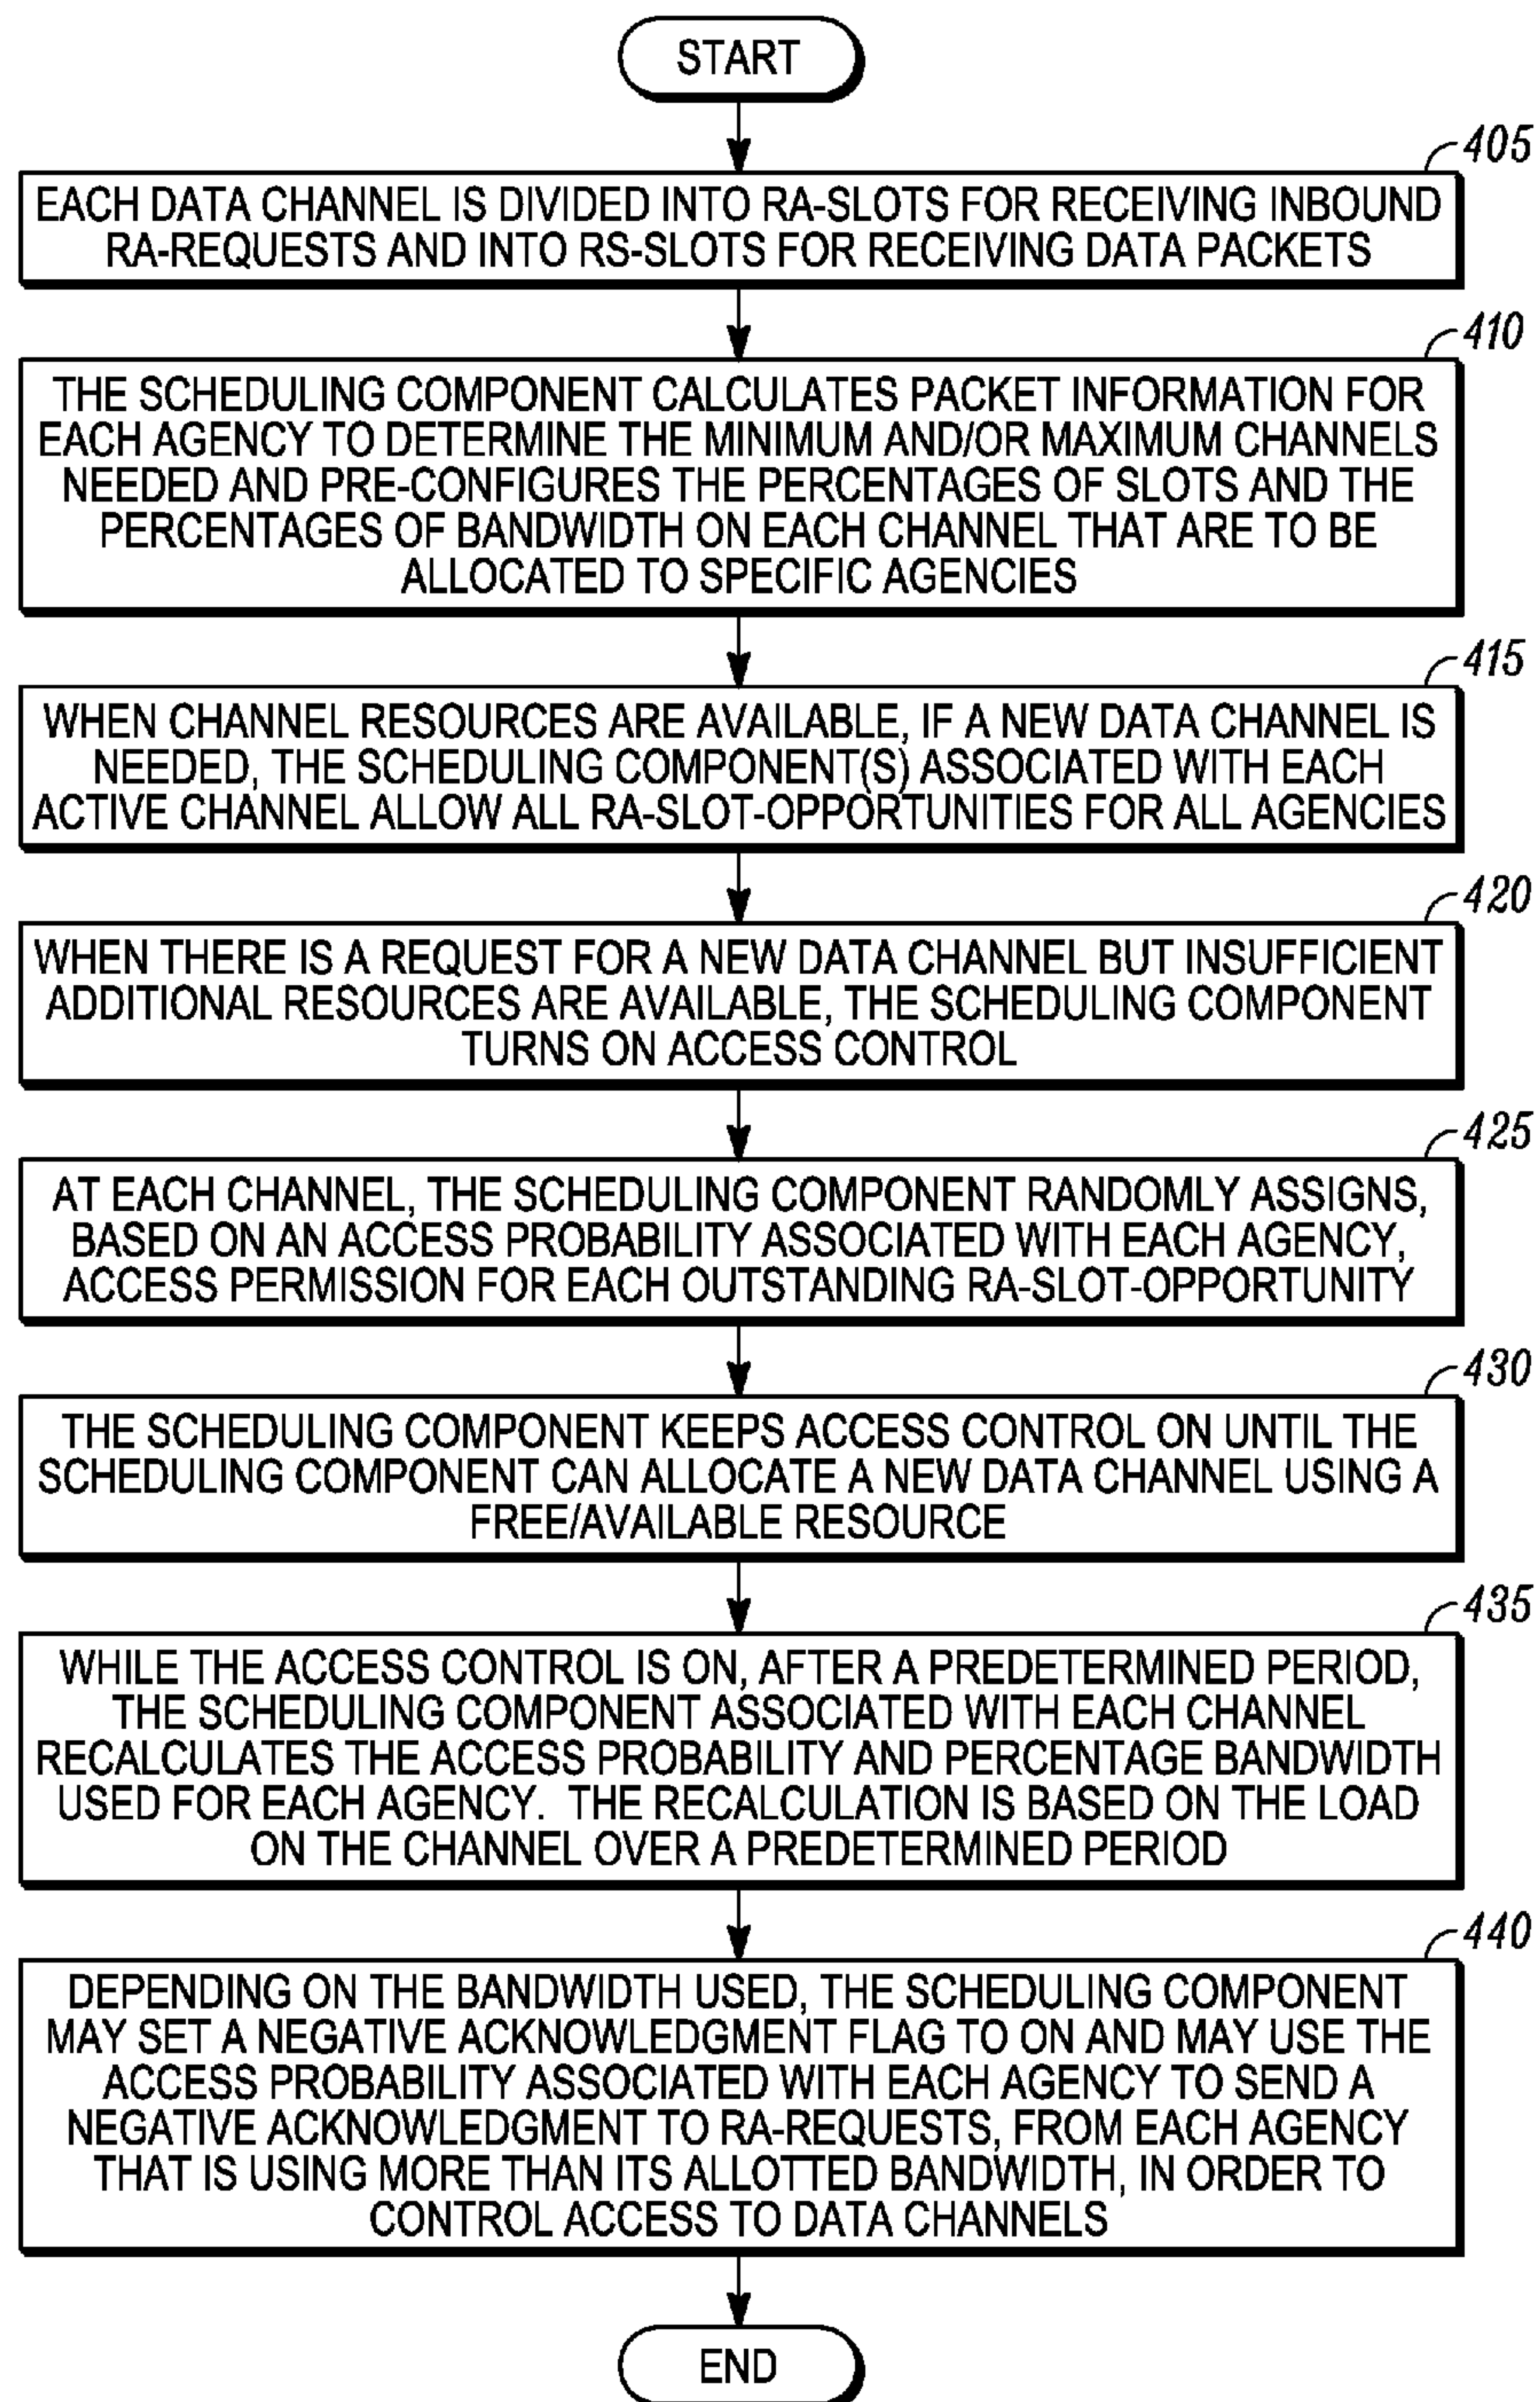 START
405
EACH DATA CHANNEL IS DIVIDED INTO RA-SLOTS FOR RECEIVING INBOUND
RA-REQUESTS AND INTO RS-SLOTS FOR RECEIVING DATA PACKETS
410
THE SCHEDULING COMPONENT CALCULATES PACKET INFORMATION FOR
EACH AGENCY TO DETERMINE THE MINIMUM AND/OR MAXIMUM CHANNELS
NEEDED AND PRE-CONFIGURES THE PERCENTAGES OF SLOTS AND THE
PERCENTAGES OF BANDWIDTH ON EACH CHANNEL THAT ARE TO BE
ALLOCATED TO SPECIFIC AGENCIES
415
WHEN CHANNEL RESOURCES ARE AVAILABLE, IF A NEW DATA CHANNEL IS
NEEDED, THE SCHEDULING COMPONENT(S) ASSOCIATED WITH EACH
ACTIVE CHANNEL ALLOW ALL RA-SLOT-OPPORTUNITIES FOR ALL AGENCIES
420
WHEN THERE IS A REQUEST FOR A NEW DATA CHANNEL BUT INSUFFICIENT
ADDITIONAL RESOURCES ARE AVAILABLE, THE SCHEDULING COMPONENT
TURNS ON ACCESS CONTROL
425
AT EACH CHANNEL, THE SCHEDULING COMPONENT RANDOMLY ASSIGNS,
BASED ON AN ACCESS PROBABILITY ASSOCIATED WITH EACH AGENCY,
ACCESS PERMISSION FOR EACH OUTSTANDING RA-SLOT-OPPORTUNITY
430
THE SCHEDULING COMPONENT KEEPS ACCESS CONTROL ON UNTIL THE
SCHEDULING COMPONENT CAN ALLOCATE A NEW DATA CHANNEL USING A
FREE/AVAILABLE RESOURCE
435
WHILE THE ACCESS CONTROL IS ON, AFTER A PREDETERMINED PERIOD,
THE SCHEDULING COMPONENT ASSOCIATED WITH EACH CHANNEL
RECALCULATES THE ACCESS PROBABILITY AND PERCENTAGE BANDWIDTH
USED FOR EACH AGENCY. THE RECALCULATION IS BASED ON THE LOAD
ON THE CHANNEL OVER A PREDETERMINED PERIOD
440
DEPENDING ON THE BANDWIDTH USED, THE SCHEDULING COMPONENT
MAY SET A NEGATIVE ACKNOWLEDGMENT FLAG TO ON AND MAY USE THE
ACCESS PROBABILITY ASSOCIATED WITH EACH AGENCY TO SEND A
NEGATIVE ACKNOWLEDGMENT TO RA-REQUESTS, FROM EACH AGENCY
THAT IS USING MORE THAN ITS ALLOTTED BANDWIDTH, IN ORDER TO
CONTROL ACCESS TO DATA CHANNELS
END